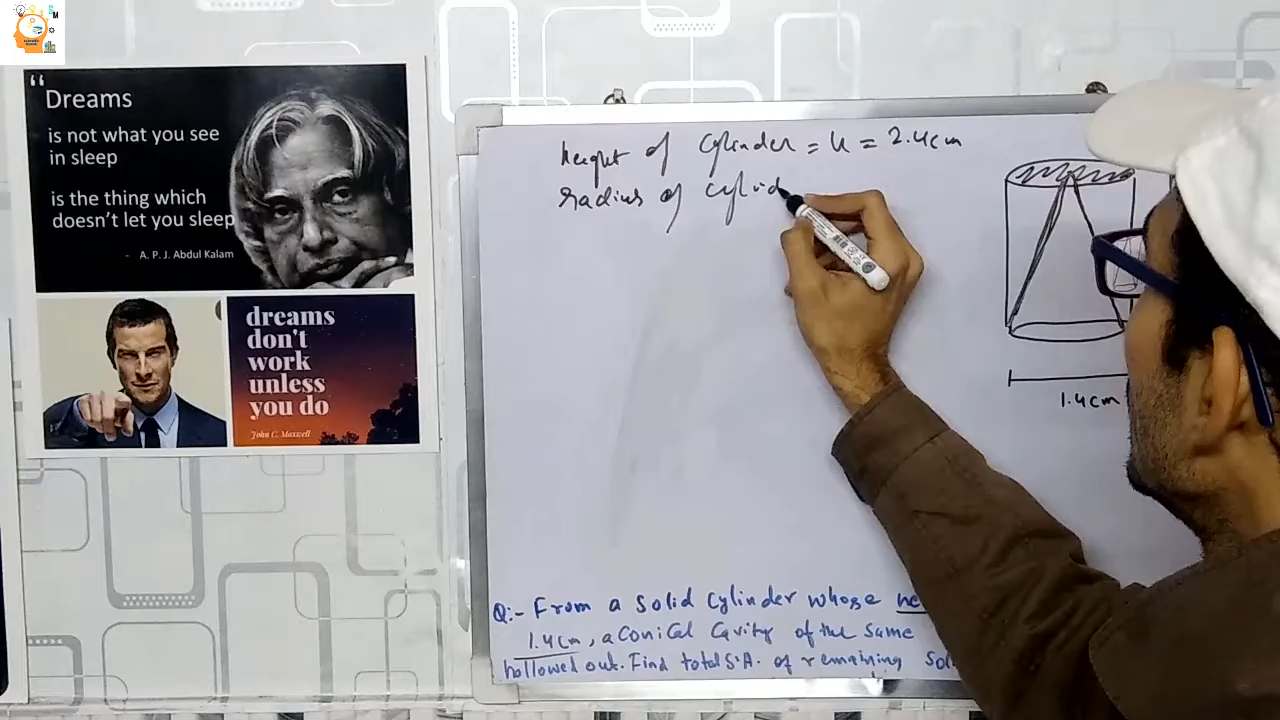 “Dreams
is not what you see
in sleep
is the thing which
doesn't let you sleep
- A. P. J. Abdul Kalam
dreams
don't
work
unless
you do
John C. Maxwell
height of cylinder = h = 2.4cm
radius of cylind
1.4cm
Q:- From a solid cylinder whose
1.4cm, a conical cavity of the same
hollowed out. Find total S.A. of remaining